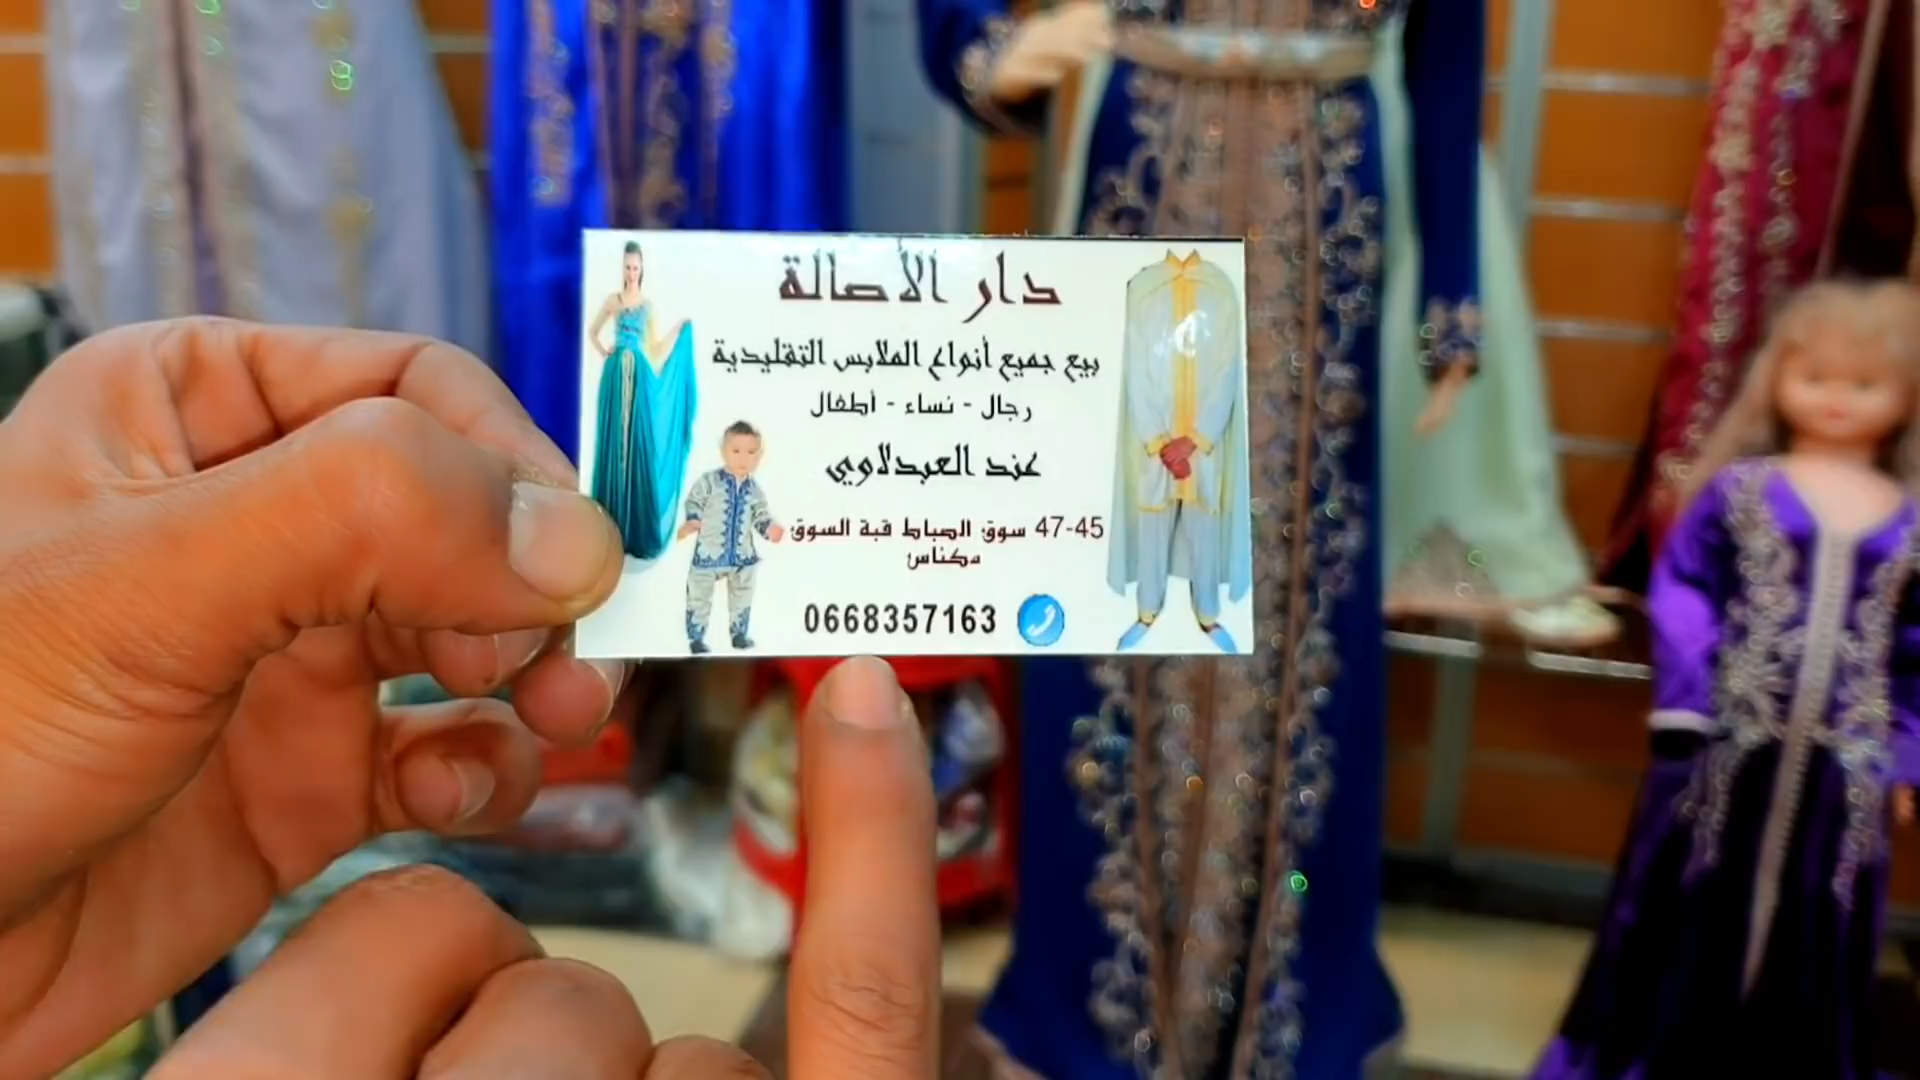 دار الأصالة
بيع جميع أنواع الملابس التقليدية
رجال - نساء - أطفال
عند العبدلاوي
47-45 سوق الصباط قبة السوق
مكناس
0668357163